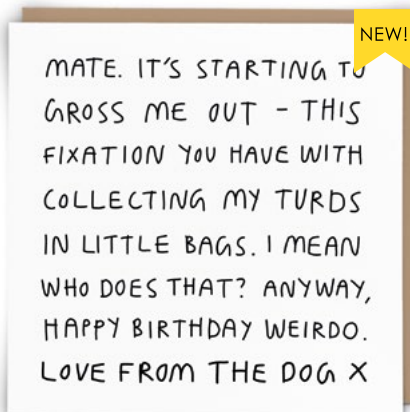 NEW!
MATE. IT'S STARTING TO
GROSS ME OUT - THIS
FIXATION YOU HAVE WITH
COLLECTING MY TURDS
IN LITTLE BAGS. I MEAN
WHO DOES THAT? ANYWAY,
HAPPY BIRTHDAY WEIRDO.
LOVE FROM THE DOG X